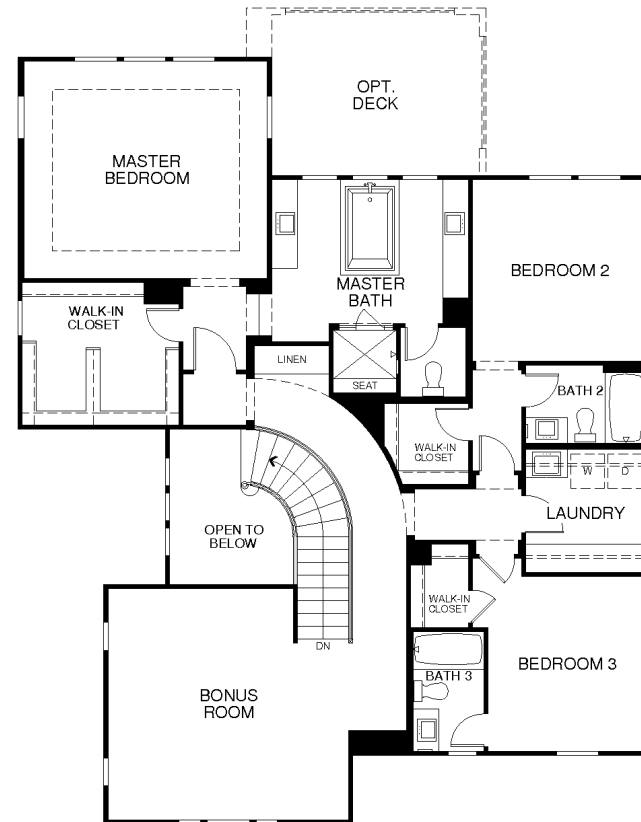 OPT.
DECK
MASTER
BEDROOM
BEDROOM 2
MASTER
BATH
WALK-IN
CLOSET
LINEN
SEAT
BATH 2
WALK-IN
CLOSET
W
D
LAUNDRY
OPEN TO
BELOW
WALK-IN
CLOSET
DN
BATH 3
BEDROOM 3
BONUS
ROOM